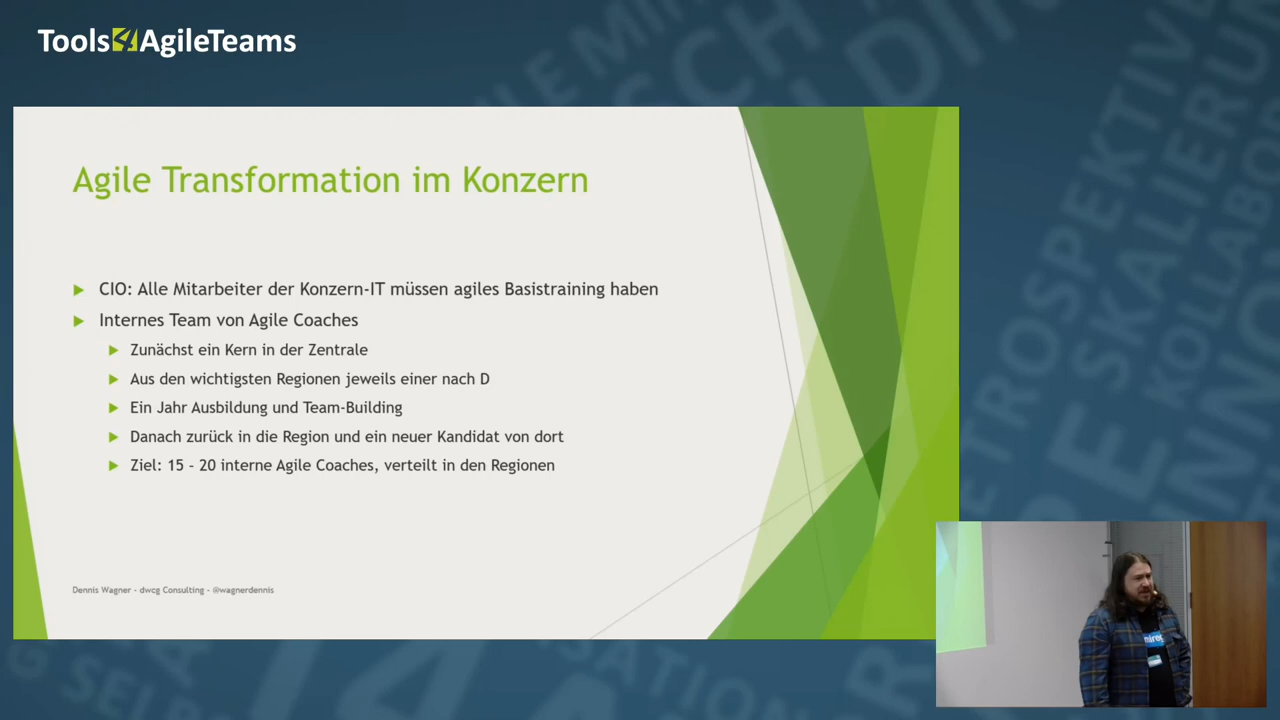 Tools4AgileTeams
Agile Transformation im Konzern
CIO: Alle Mitarbeiter der Konzern-IT müssen agiles Basistraining haben
Internes Team von Agile Coaches
Zunächst ein Kern in der Zentrale
Aus den wichtigsten Regionen jeweils einer nach D
Ein Jahr Ausbildung und Team-Building
Danach zurück in die Region und ein neuer Kandidat von dort
Ziel: 15 - 20 interne Agile Coaches, verteilt in den Regionen
Dennis Wagner - dwcg Consulting - @wagnerdennis